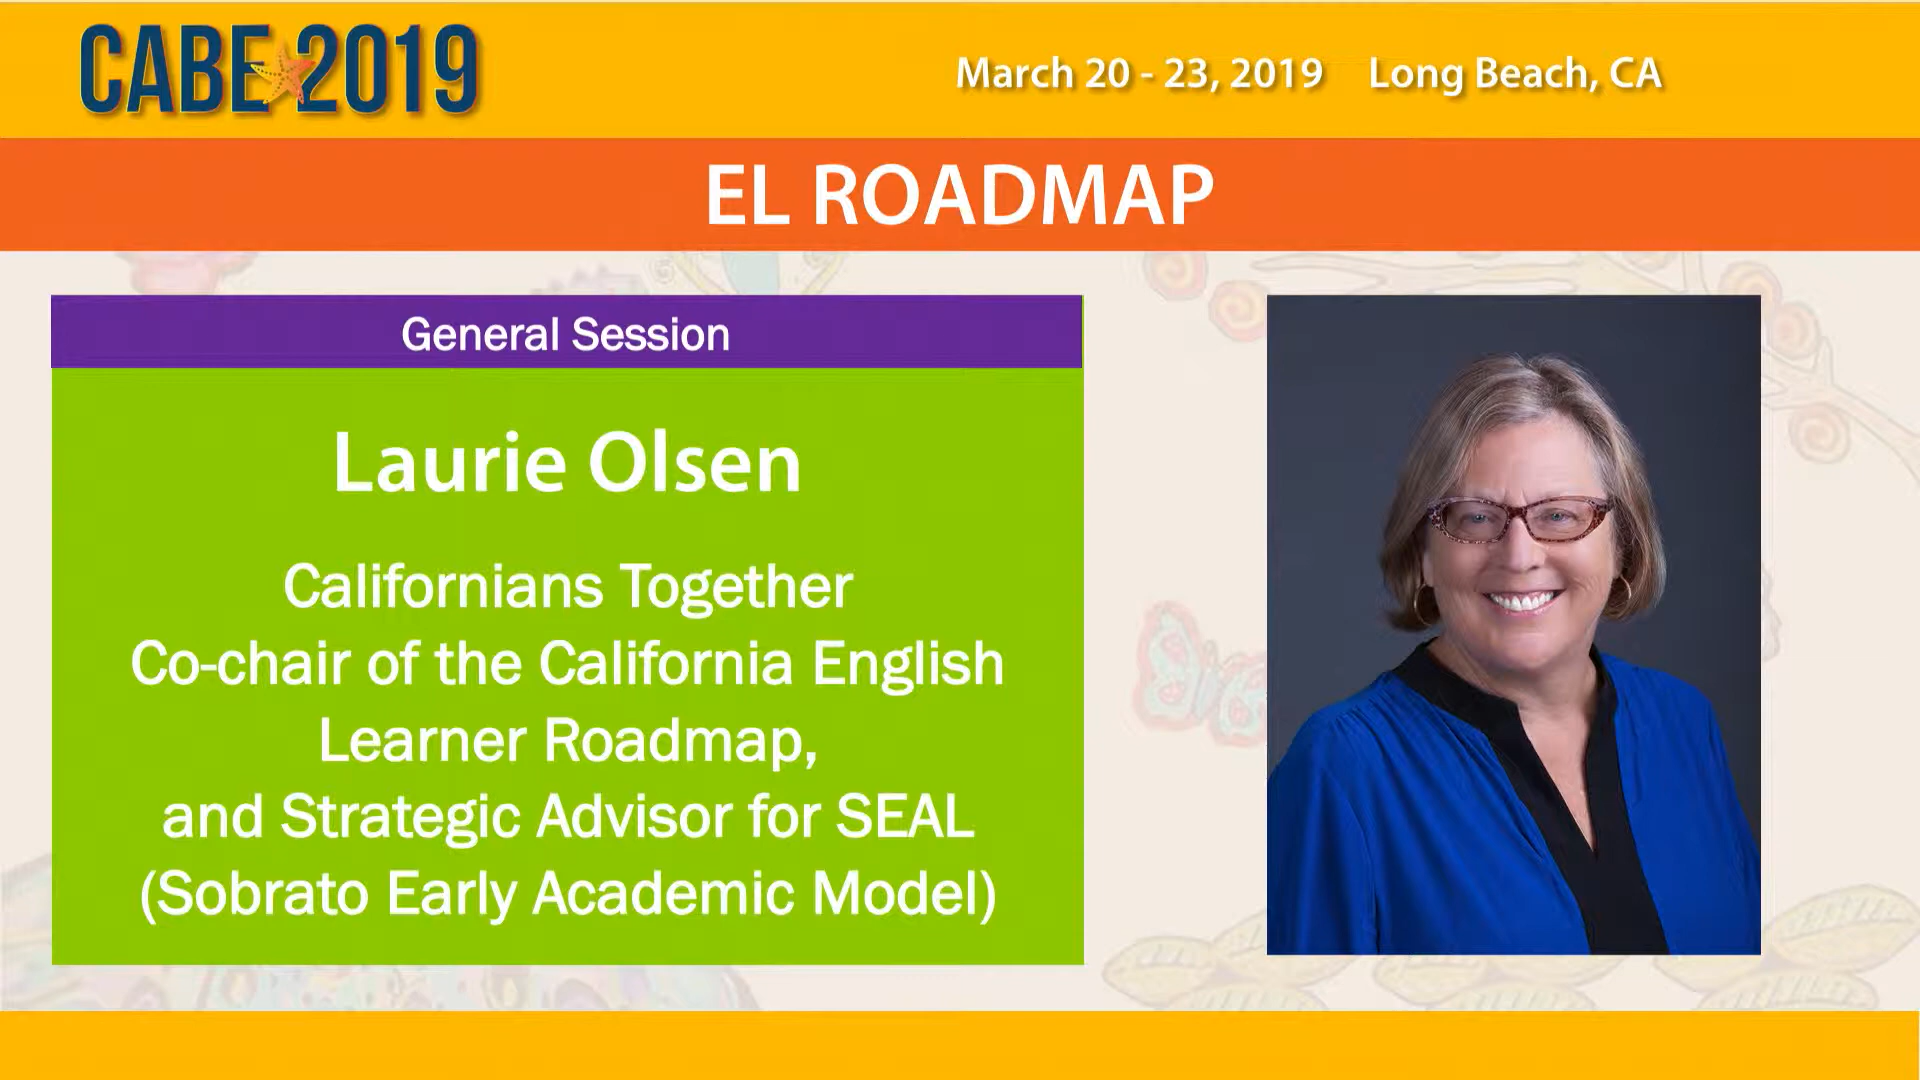 CABE 2019
March 20 - 23, 2019 Long Beach, CA
EL ROADMAP
General Session
Laurie Olsen
Californians Together
Co-chair of the California English
Learner Roadmap,
and Strategic Advisor for SEAL
(Sobrato Early Academic Model)